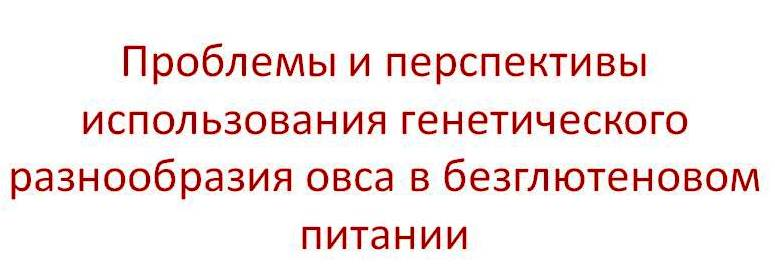 Проблемы и перспективы
использования генетического
разнообразия овса в безглютеновом
питании